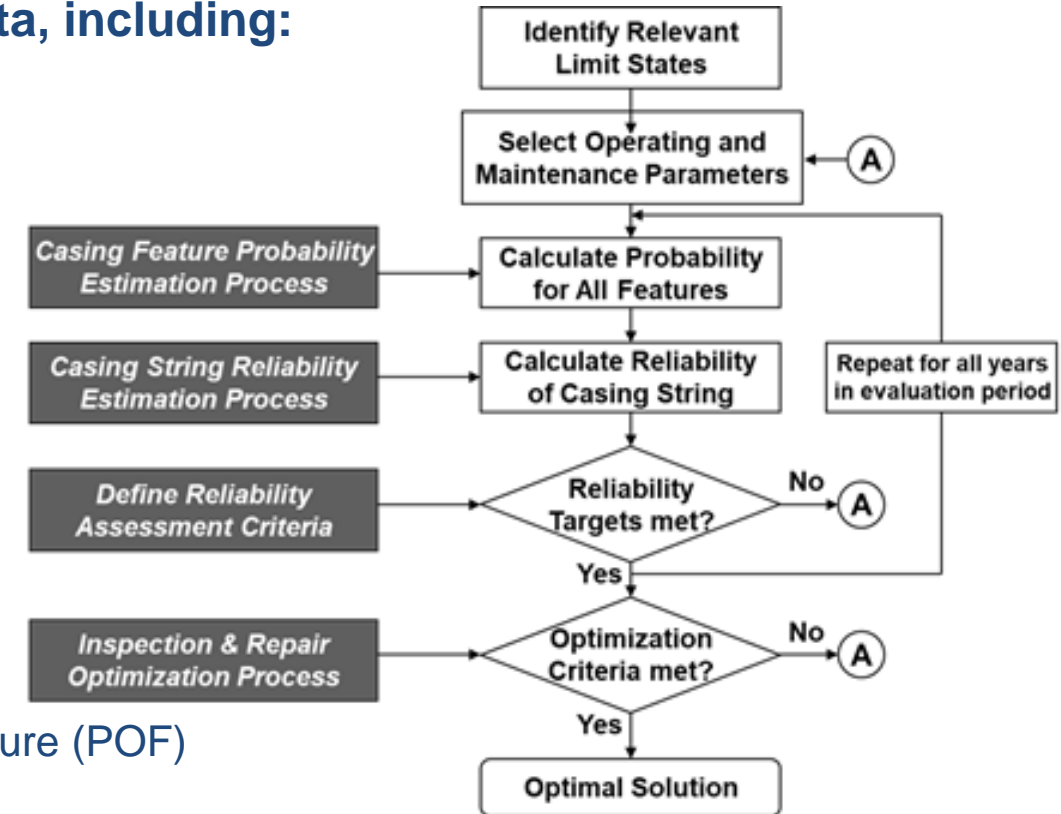 ta, including:
Identify Relevant
Limit States
Select Operating and
Maintenance Parameters
A
Casing Feature Probability
Estimation Process
Calculate Probability
for All Features
Casing String Reliability
Estimation Process
Calculate Reliability
of Casing String
Repeat for all years
in evaluation period
Define Reliability
Assessment Criteria
Reliability
Targets met?
No
A
Yes
Inspection & Repair
Optimization Process
Optimization
Criteria met?
No
A
Yes
ure (POF)
Optimal Solution